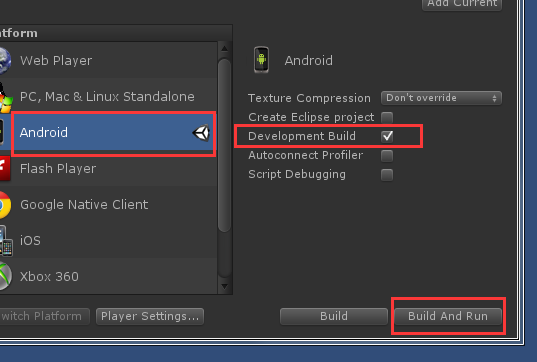 Add Current
atform
Web Player
Android
PC, Mac & Linux Standalone
Texture Compression Don't override
Create Eclipse project
Android
Development Build
Autoconnect Profiler
Flash Player
Script Debugging
Google Native Client
iOS
Xbox 360
witch Platform
Player Settings...
Build
Build And Run